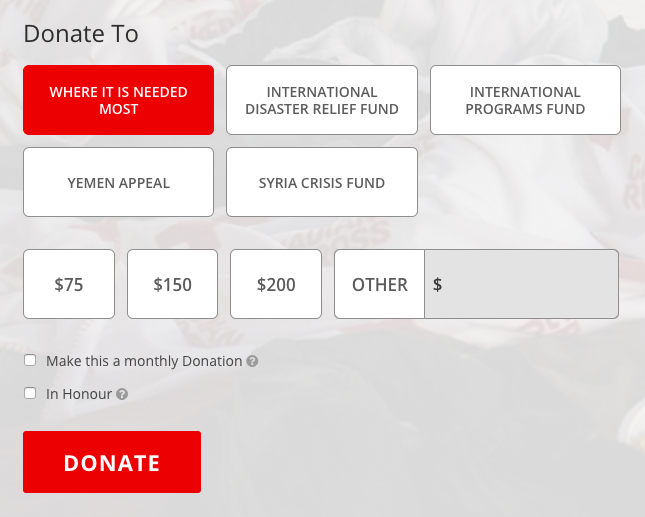 Donate To
WHERE IT IS NEEDED
MOST
INTERNATIONAL
DISASTER RELIEF FUND
INTERNATIONAL
PROGRAMS FUND
YEMEN APPEAL
SYRIA CRISIS FUND
$75
$150
$200
OTHER
$
Make this a monthly Donation ?
In Honour ?
DONATE